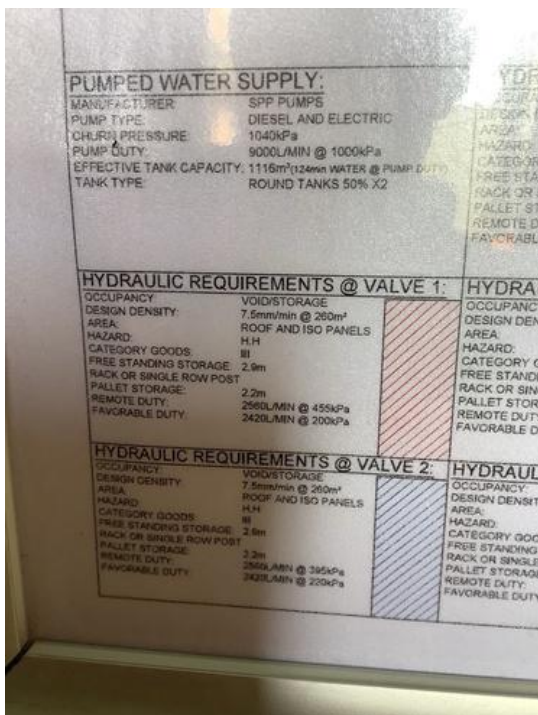 PUMPED WATER SUPPLY:
MANUFACTURER: SPP PUMPS
PUMP TYPE: DIESEL AND ELECTRIC
CHURN PRESSURE: 1040kPa
PUMP DUTY: 9000L/MIN @ 1000kPa
EFFECTIVE TANK CAPACITY: 1116m³(124min WATER @ PUMP DUTY)
TANK TYPE: ROUND TANKS 50% X2
HYDRAULIC REQUIREMENTS @ VALVE 1:
OCCUPANCY: VOID/STORAGE
DESIGN DENSITY: 7.5mm/min @ 260m²
AREA: ROOF AND ISO PANELS
HAZARD: H.H
CATEGORY GOODS: III
FREE STANDING STORAGE: 2.9m
RACK OR SINGLE ROW POST
PALLET STORAGE: 2.2m
REMOTE DUTY: 2560L/MIN @ 455kPa
FAVORABLE DUTY: 2420L/MIN @ 200kPa
HYDRAULIC REQUIREMENTS @ VALVE 2:
OCCUPANCY: VOID/STORAGE
DESIGN DENSITY: 7.5mm/min @ 260m²
AREA: ROOF AND ISO PANELS
HAZARD: H.H
CATEGORY GOODS: III
FREE STANDING STORAGE:
RACK OR SINGLE ROW POST
PALLET STORAGE: 2.2m
REMOTE DUTY: 2560L/MIN @ 395kPa
FAVORABLE DUTY: 2420L/MIN @ 220kPa
HYDRA
OCCUPANC
DESIGN DEN
AREA:
HAZARD:
CATEGORY G
FREE STANDI
RACK OR SIN
PALLET STOR
REMOTE DUTY
FAVORABLE D
HYDRAUL
OCCUPANCY:
DESIGN DENSIT
AREA:
HAZARD:
CATEGORY GOO
FREE STANDING
RACK OR SINGLE
PALLET STORAGE
REMOTE DUTY:
FAVORABLE DUTY